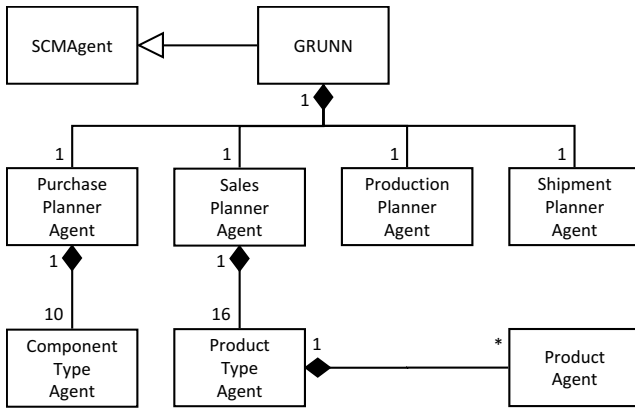 SCMAgent
GRUNN
1
1
1
1
1
Purchase
Planner
Agent
Sales
Planner
Agent
Production
Planner
Agent
Shipment
Planner
Agent
1
1
10
16
Component
Type
Agent
Product
Type
Agent
1
*
Product
Agent